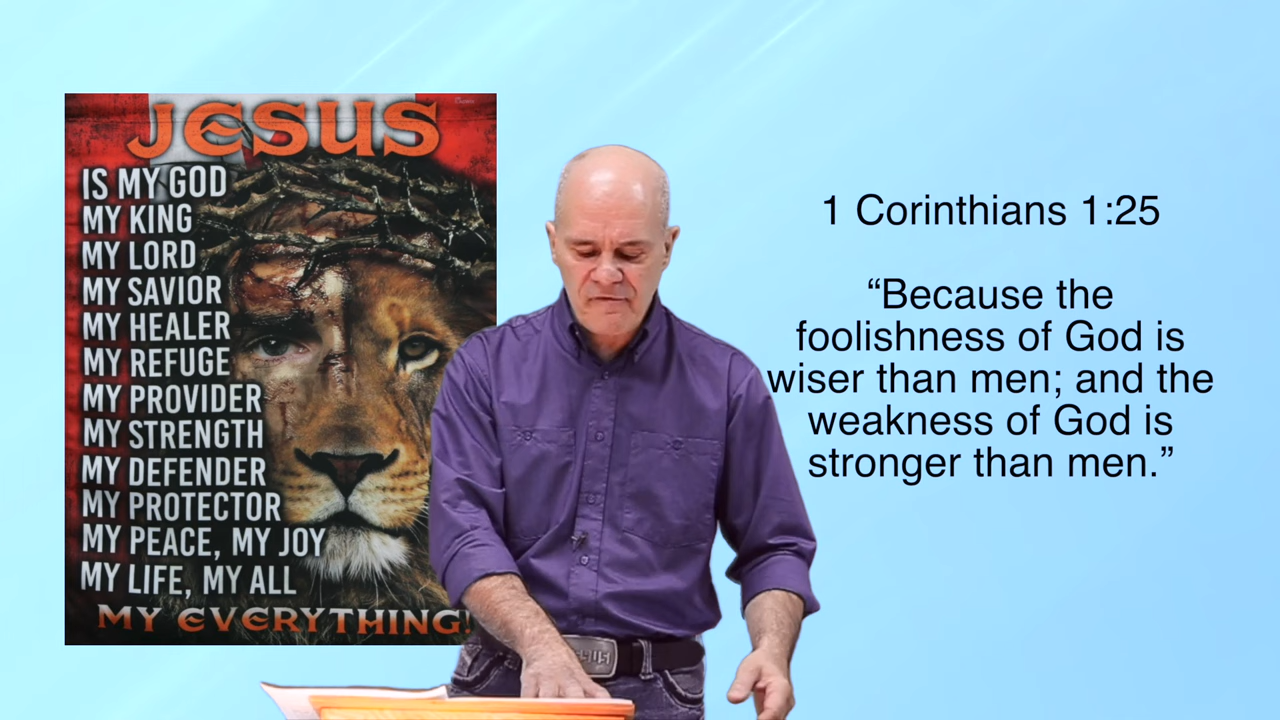 JESUS
IS MY GOD
MY KING
MY LORD
MY SAVIOR
MY HEALER
MY REFUGE
MY PROVIDER
MY STRENGTH
MY DEFENDER
MY PROTECTOR
MY PEACE, MY JOY
MY LIFE, MY ALL
MY EVERYTHING!
1 Corinthians 1:25
“Because the
foolishness of God is
wiser than men; and the
weakness of God is
stronger than men.”